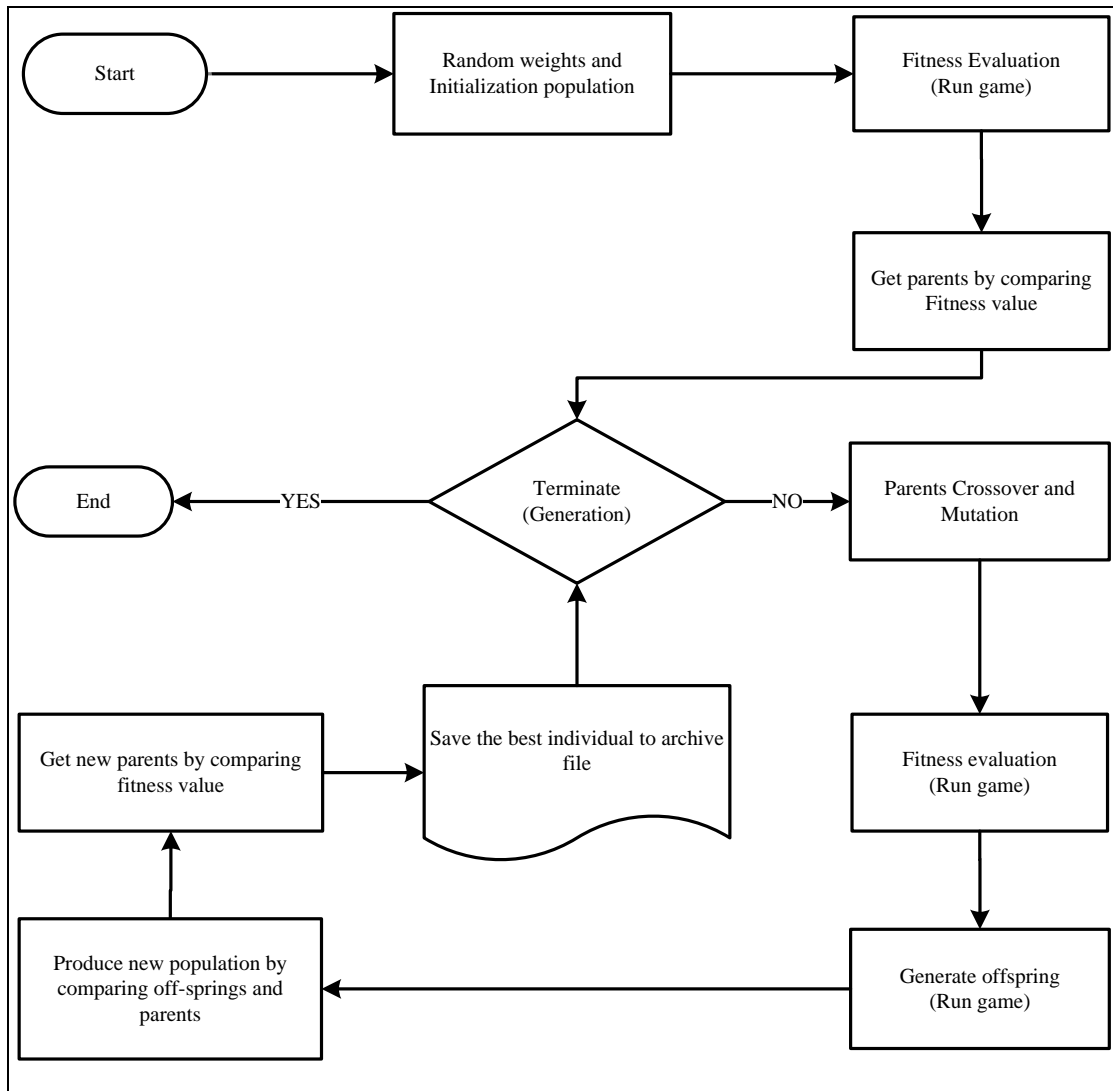 Start
Random weights and
Initialization population
Fitness Evaluation
(Run game)
Get parents by comparing
Fitness value
End
YES
Terminate
(Generation)
NO
Parents Crossover and
Mutation
Get new parents by comparing
fitness value
Save the best individual to archive
file
Fitness evaluation
(Run game)
Produce new population by
comparing off-springs and
parents
Generate offspring
(Run game)